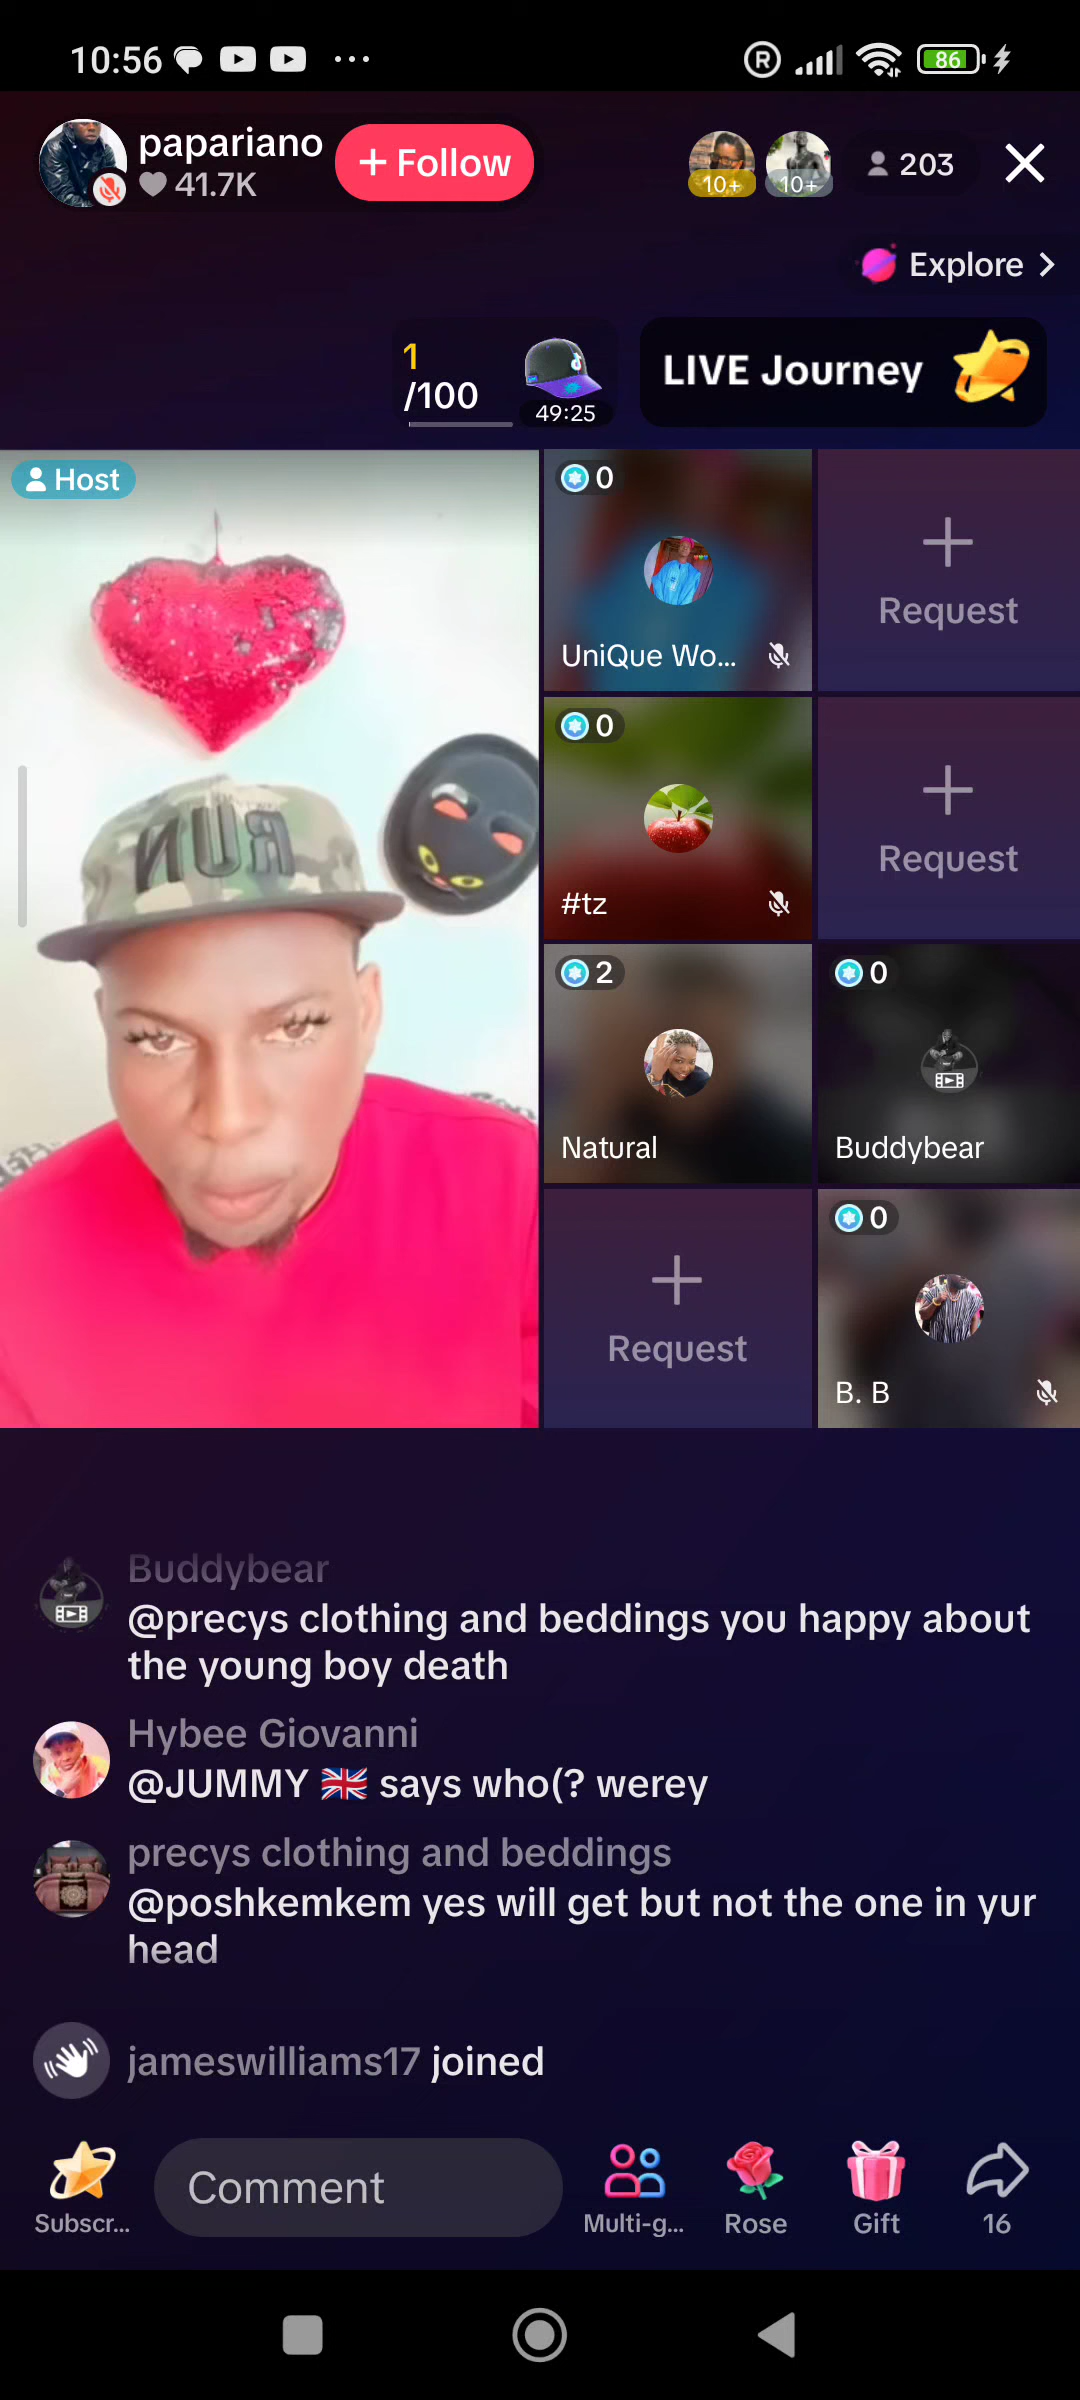 10:56
R
86
papariano
41.7K
+ Follow
10+
10+
203
Explore
1
/100
49:25
LIVE Journey
Host
RUN
0
UniQue Wo...
Request
0
#tz
Request
2
Natural
0
Buddybear
Request
0
B. B
Buddybear
@precys clothing and beddings you happy about
the young boy death
Hybee Giovanni
@JUMMY 🇬🇧 says who(? werey
precys clothing and beddings
@poshkemkem yes will get but not the one in yur
head
jameswilliams17 joined
Subscr...
Comment
Multi-g...
Rose
Gift
16